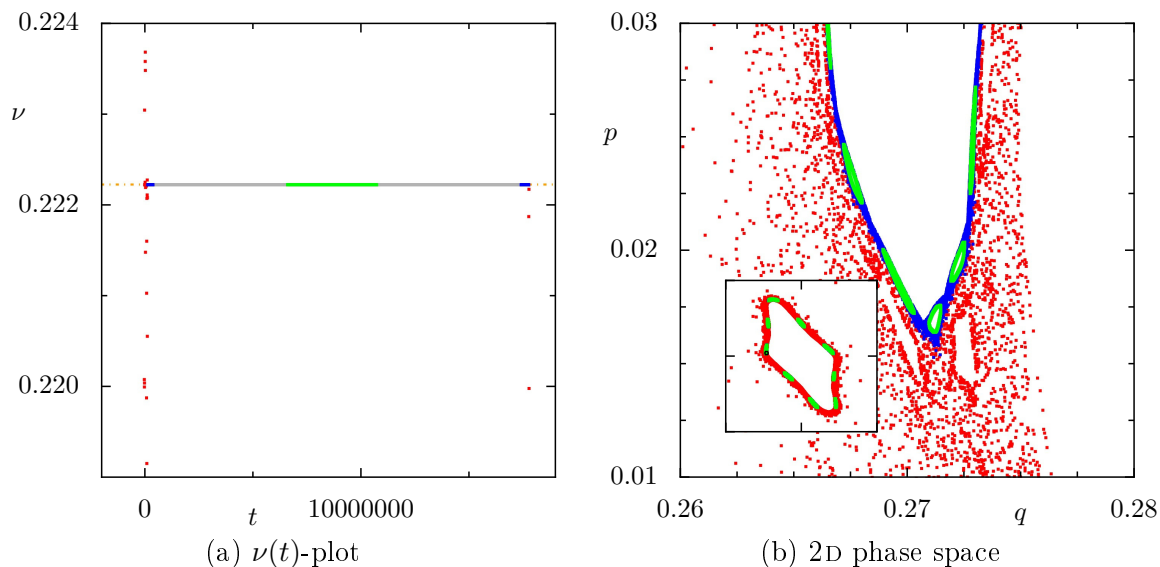 0.224
ν
0.222
0.220
0 t 10000000
(a) ν(t)-plot
0.03
p
0.02
0.01
0.26 0.27 q 0.28
(b) 2D phase space